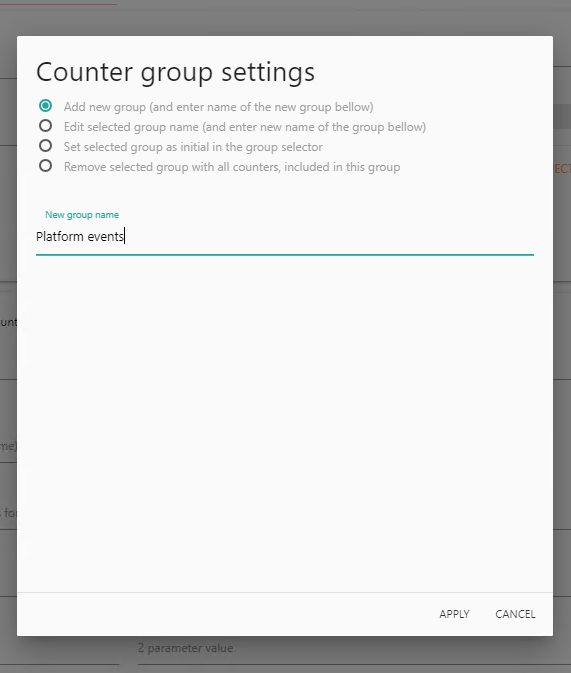 Counter group settings
Add new group (and enter name of the new group bellow)
Edit selected group name (and enter new name of the group bellow)
Set selected group as initial in the group selector
Remove selected group with all counters, included in this group
New group name
Platform events
APPLY CANCEL
2 parameter value.